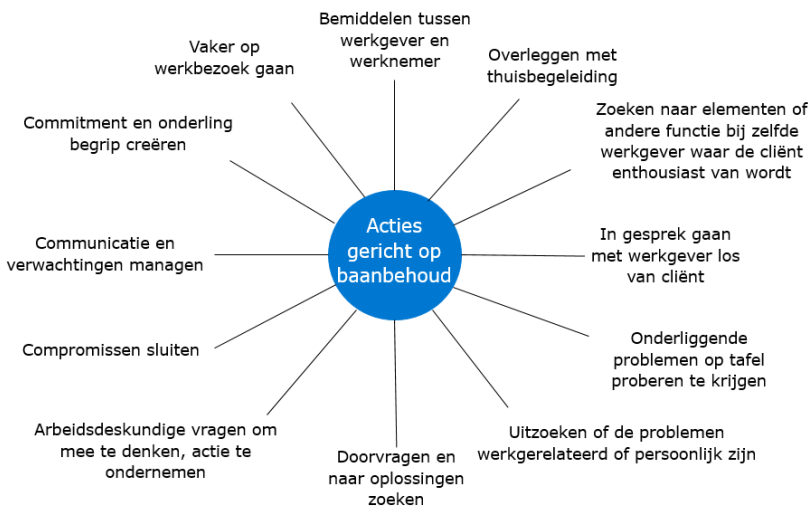 Bemiddelen tussen
werkgever en
werknemer
Overleggen met
thuisbegeleiding
Zoeken naar elementen of
andere functie bij zelfde
werkgever waar de cliënt
enthousiast van wordt
In gesprek gaan
met werkgever los
van cliënt
Onderliggende
problemen op tafel
proberen te krijgen
Uitzoeken of de problemen
werkgerelateerd of persoonlijk zijn
Doorvragen en
naar oplossingen
zoeken
Arbeidsdeskundige vragen om
mee te denken, actie te
ondernemen
Compromissen sluiten
Communicatie en
verwachtingen managen
Commitment en onderling
begrip creëren
Vaker op
werkbezoek gaan
Acties
gericht op
baanbehoud